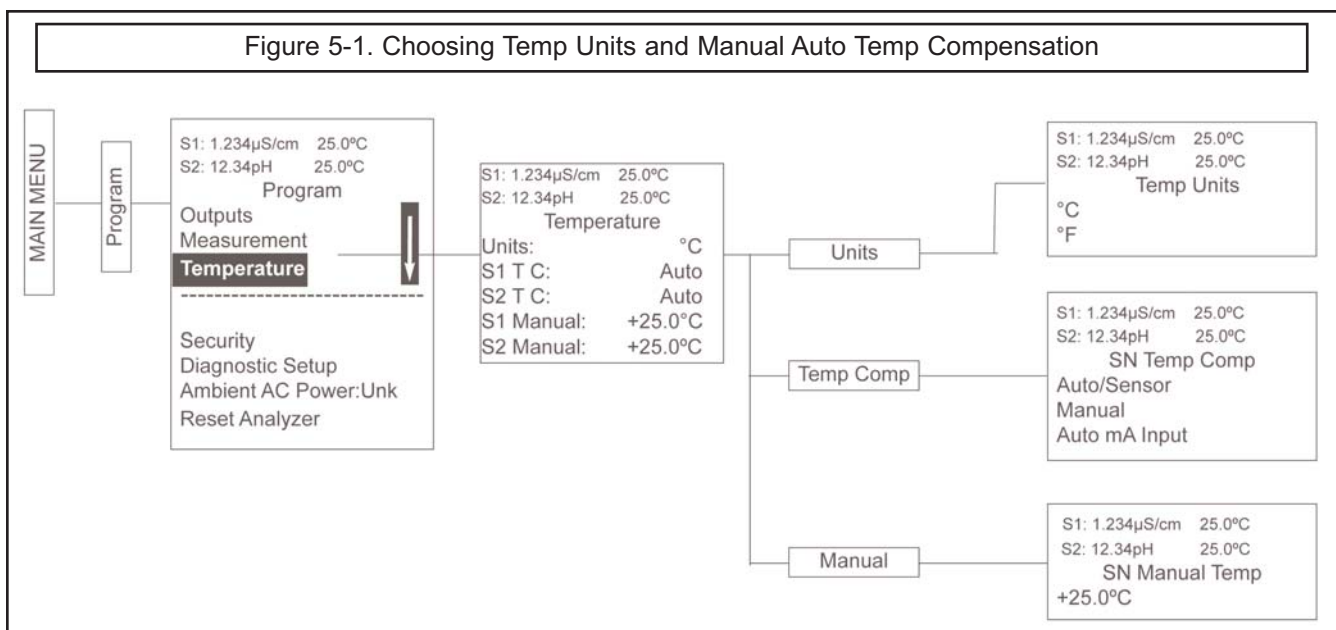 Figure 5-1. Choosing Temp Units and Manual Auto Temp Compensation
MAIN MENU
Program
S1: 1.234µS/cm 25.0ºC
S2: 12.34pH 25.0ºC
Program
Outputs
Measurement
Temperature
Security
Diagnostic Setup
Ambient AC Power:Unk
Reset Analyzer
S1: 1.234µS/cm 25.0ºC
S2: 12.34pH 25.0ºC
Temperature
Units: °C
S1 T C: Auto
S2 T C: Auto
S1 Manual: +25.0°C
S2 Manual: +25.0°C
Units
S1: 1.234µS/cm 25.0ºC
S2: 12.34pH 25.0ºC
Temp Units
°C
°F
Temp Comp
S1: 1.234µS/cm 25.0ºC
S2: 12.34pH 25.0ºC
SN Temp Comp
Auto/Sensor
Manual
Auto mA Input
Manual
S1: 1.234µS/cm 25.0ºC
S2: 12.34pH 25.0ºC
SN Manual Temp
+25.0ºC